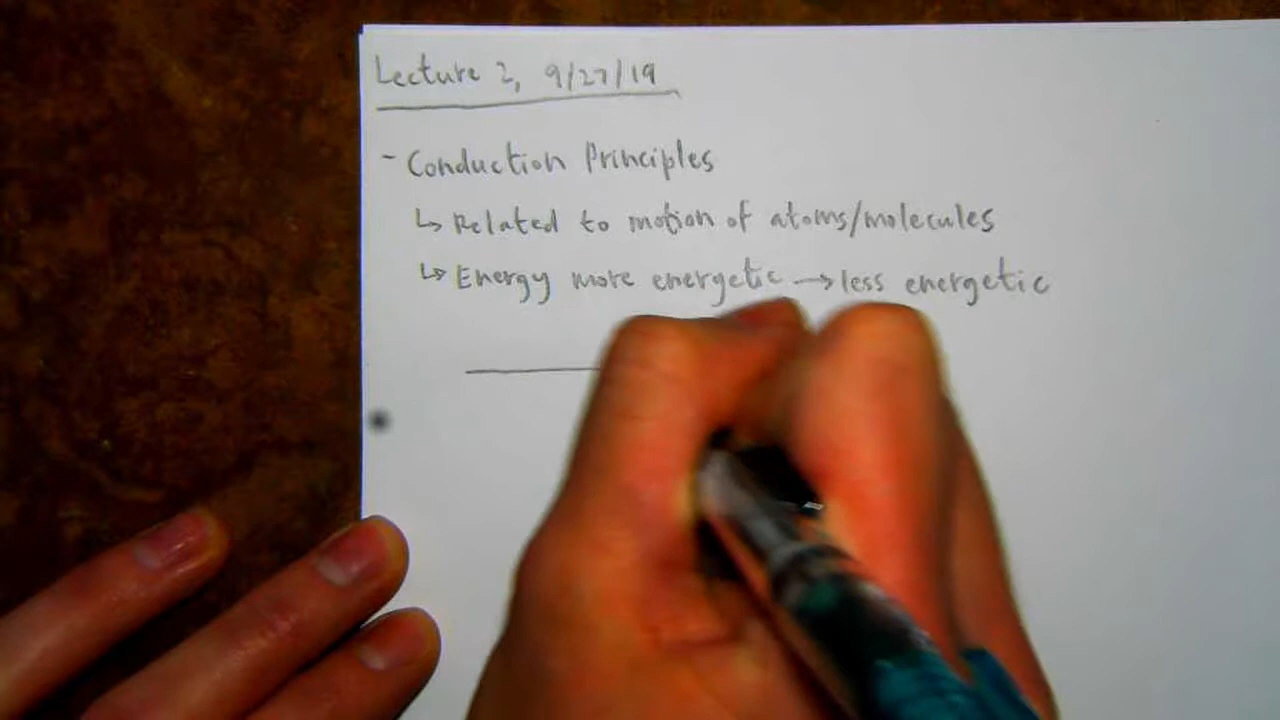 Lecture 2, 9/27/19
- Conduction Principles
↳ Related to motion of atoms/molecules
↳ Energy more energetic → less energetic